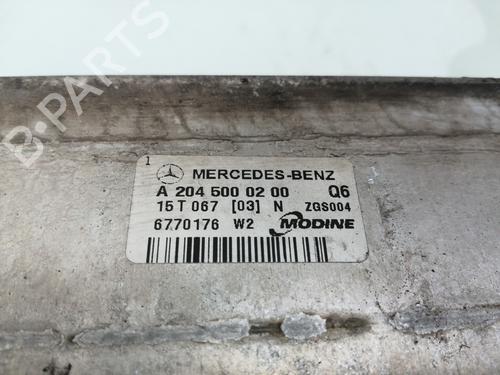 B-PARTS
1
MERCEDES-BENZ
A 204 500 02 00 Q6
15 T 067 [03] N ZGS004
6770176 W2 MODINE